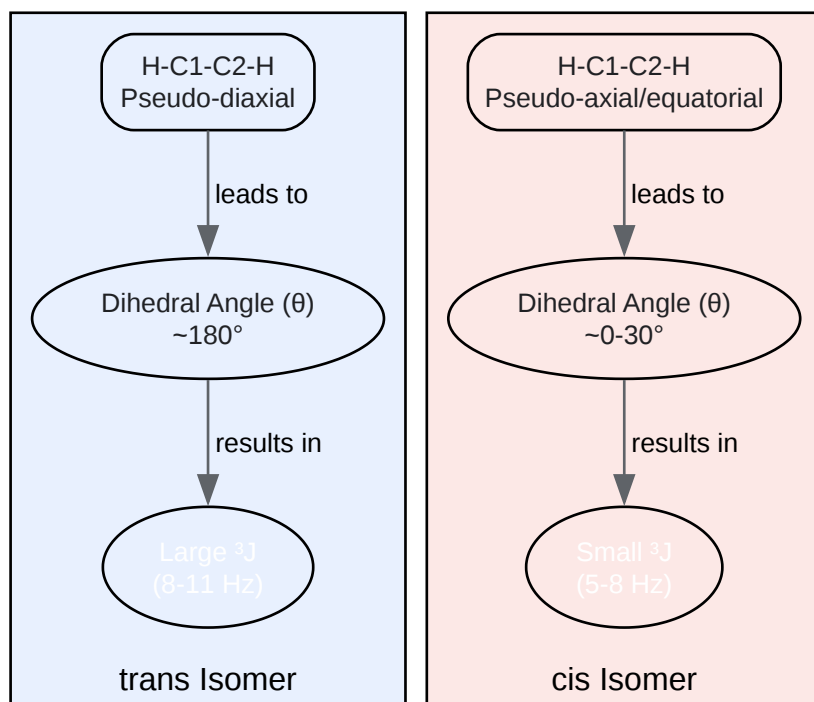 H-C1-C2-H
Pseudo-diaxial
leads to
Dihedral Angle (θ)
~180°
results in
Large ³J
(8-11 Hz)
trans Isomer
H-C1-C2-H
Pseudo-axial/equatorial
leads to
Dihedral Angle (θ)
~0-30°
results in
Small ³J
(5-8 Hz)
cis Isomer